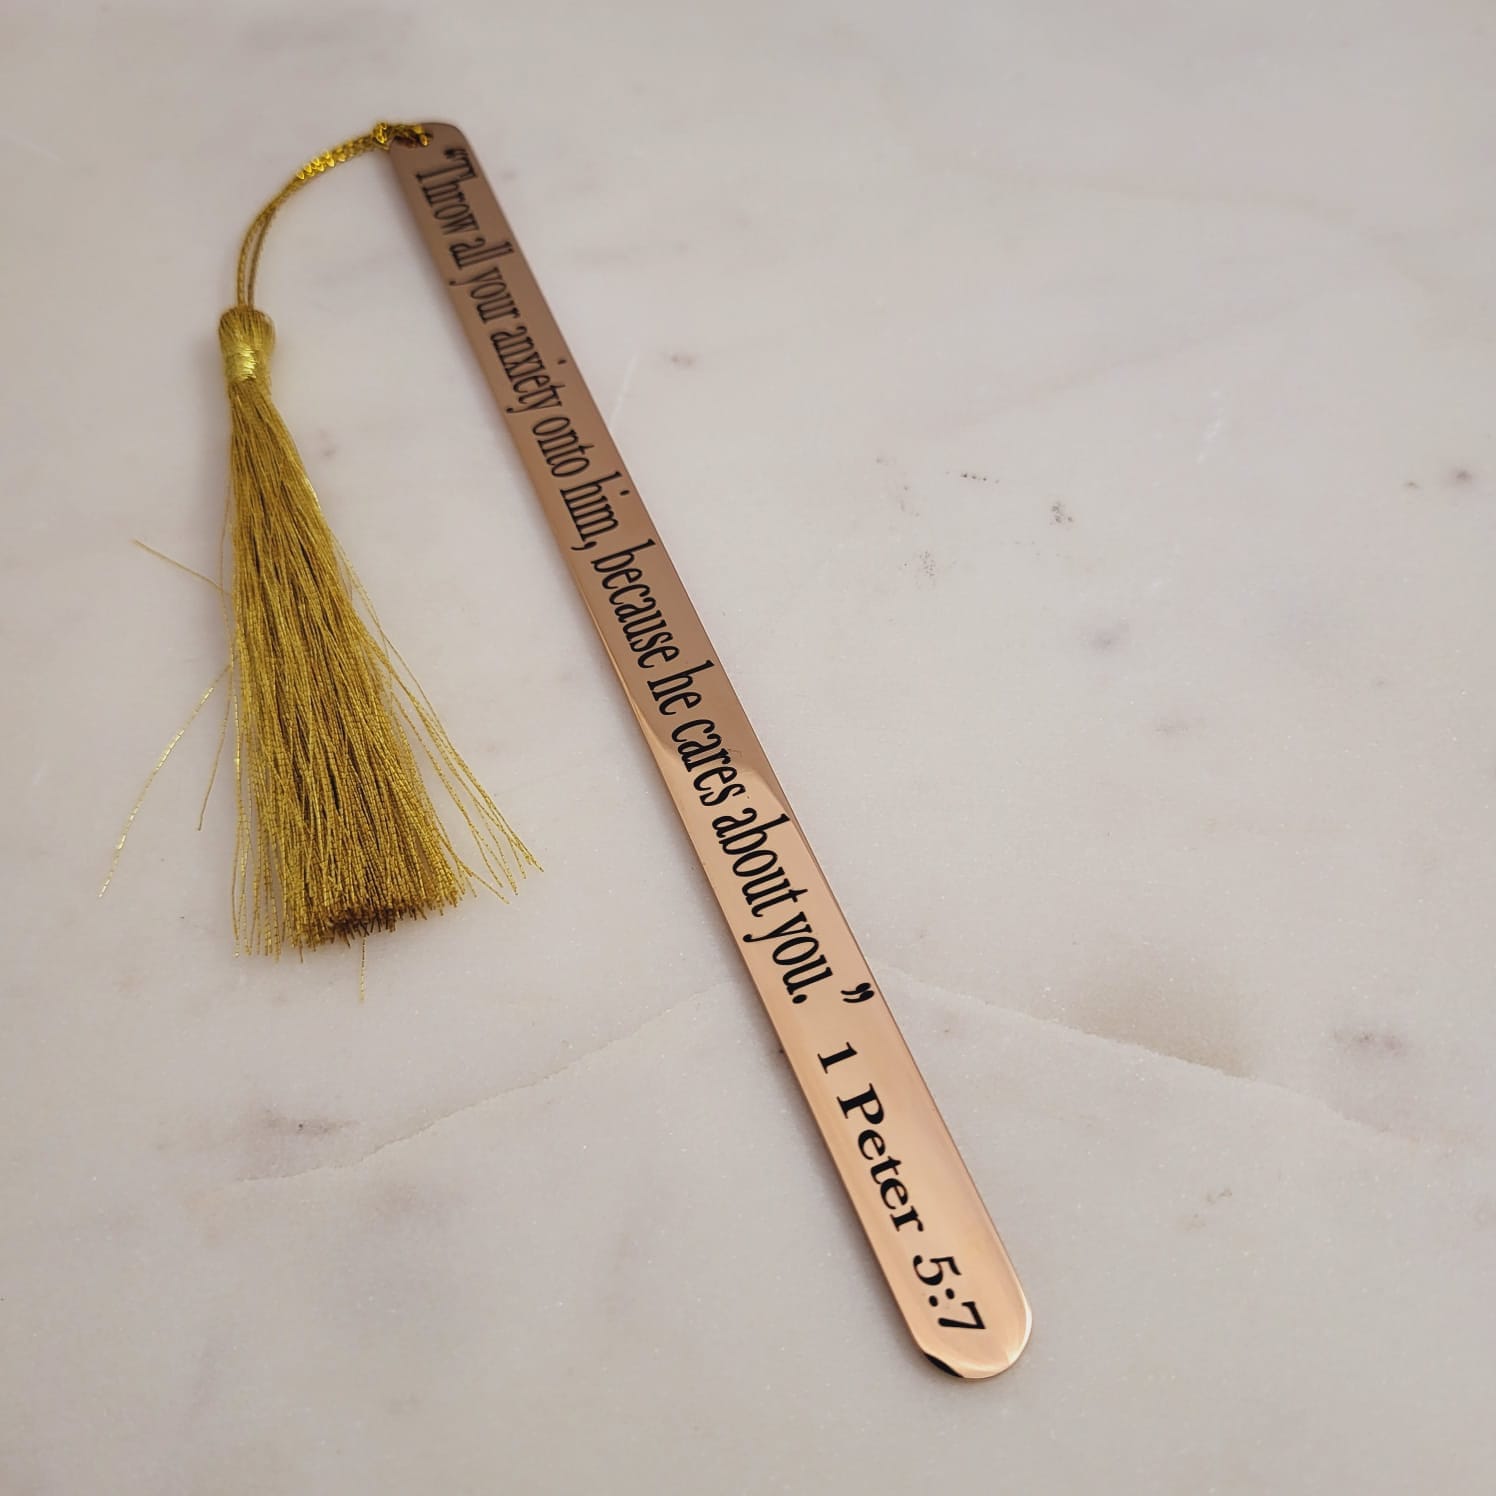 “Throw all your anxiety onto him, because he cares about you. ” 1 Peter 5:7